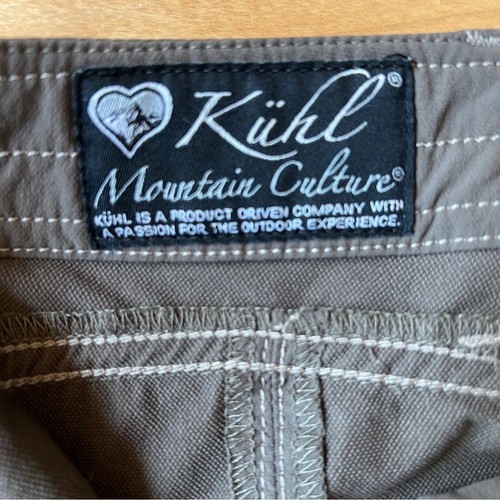 Kühl®
Mountain Culture®
KÜHL IS A PRODUCT DRIVEN COMPANY WITH
A PASSION FOR THE OUTDOOR EXPERIENCE.